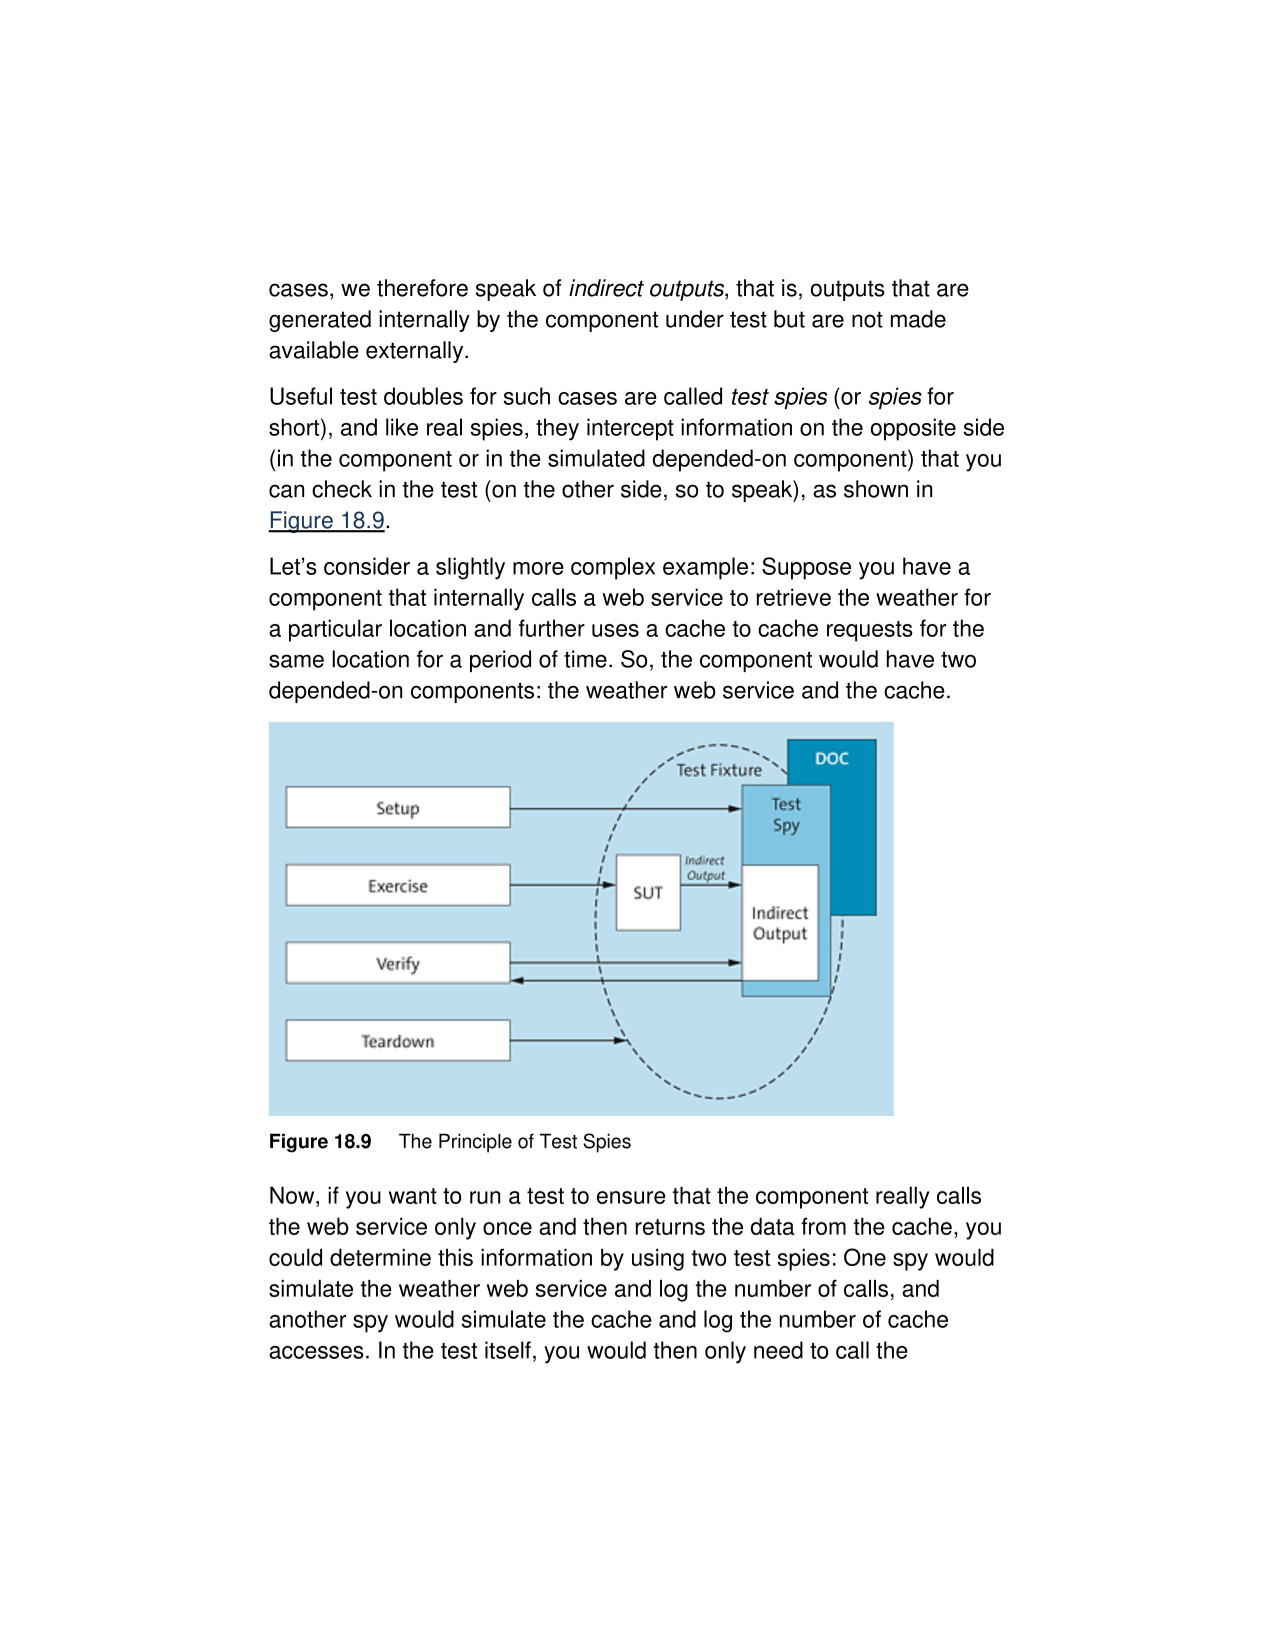 cases, we therefore speak of indirect outputs, that is, outputs that are
generated internally by the component under test but are not made
available externally.
Useful test doubles for such cases are called test spies (or spies for
short), and like real spies, they intercept information on the opposite side
(in the component or in the simulated depended-on component) that you
can check in the test (on the other side, so to speak), as shown in
Figure 18.9.
Let’s consider a slightly more complex example: Suppose you have a
component that internally calls a web service to retrieve the weather for
a particular location and further uses a cache to cache requests for the
same location for a period of time. So, the component would have two
depended-on components: the weather web service and the cache.
DOC
Test Fixture
Setup
Test
Spy
Exercise
SUT
Indirect
Output
Indirect
Output
Verify
Teardown
Figure 18.9 The Principle of Test Spies
Now, if you want to run a test to ensure that the component really calls
the web service only once and then returns the data from the cache, you
could determine this information by using two test spies: One spy would
simulate the weather web service and log the number of calls, and
another spy would simulate the cache and log the number of cache
accesses. In the test itself, you would then only need to call the